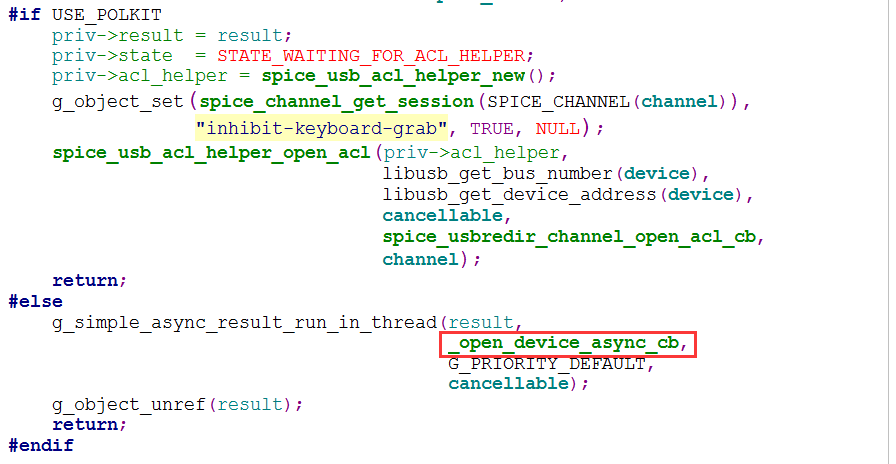 #if USE_POLKIT
    priv->result = result;
    priv->state  = STATE_WAITING_FOR_ACL_HELPER;
    priv->acl_helper = spice_usb_acl_helper_new();
    g_object_set(spice_channel_get_session(SPICE_CHANNEL(channel)),
                 "inhibit-keyboard-grab", TRUE, NULL);
    spice_usb_acl_helper_open_acl(priv->acl_helper,
                                  libusb_get_bus_number(device),
                                  libusb_get_device_address(device),
                                  cancellable,
                                  spice_usbredir_channel_open_acl_cb,
                                  channel);
    return;
#else
    g_simple_async_result_run_in_thread(result,
                                        _open_device_async_cb,
                                        G_PRIORITY_DEFAULT,
                                        cancellable);
    g_object_unref(result);
    return;
#endif